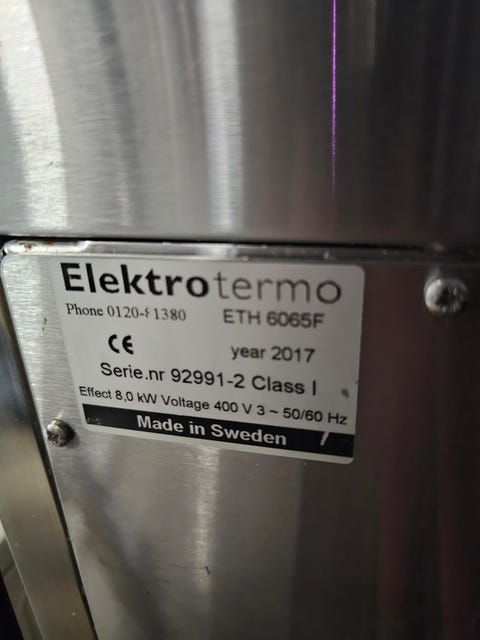 Elektrotermo
Phone 0120- 1380 ETH 6065F
CE year 2017
Serie.nr 92991-2 Class I
Effect 8,0 kW Voltage 400 V 3 ~ 50/60 Hz
Made in Sweden